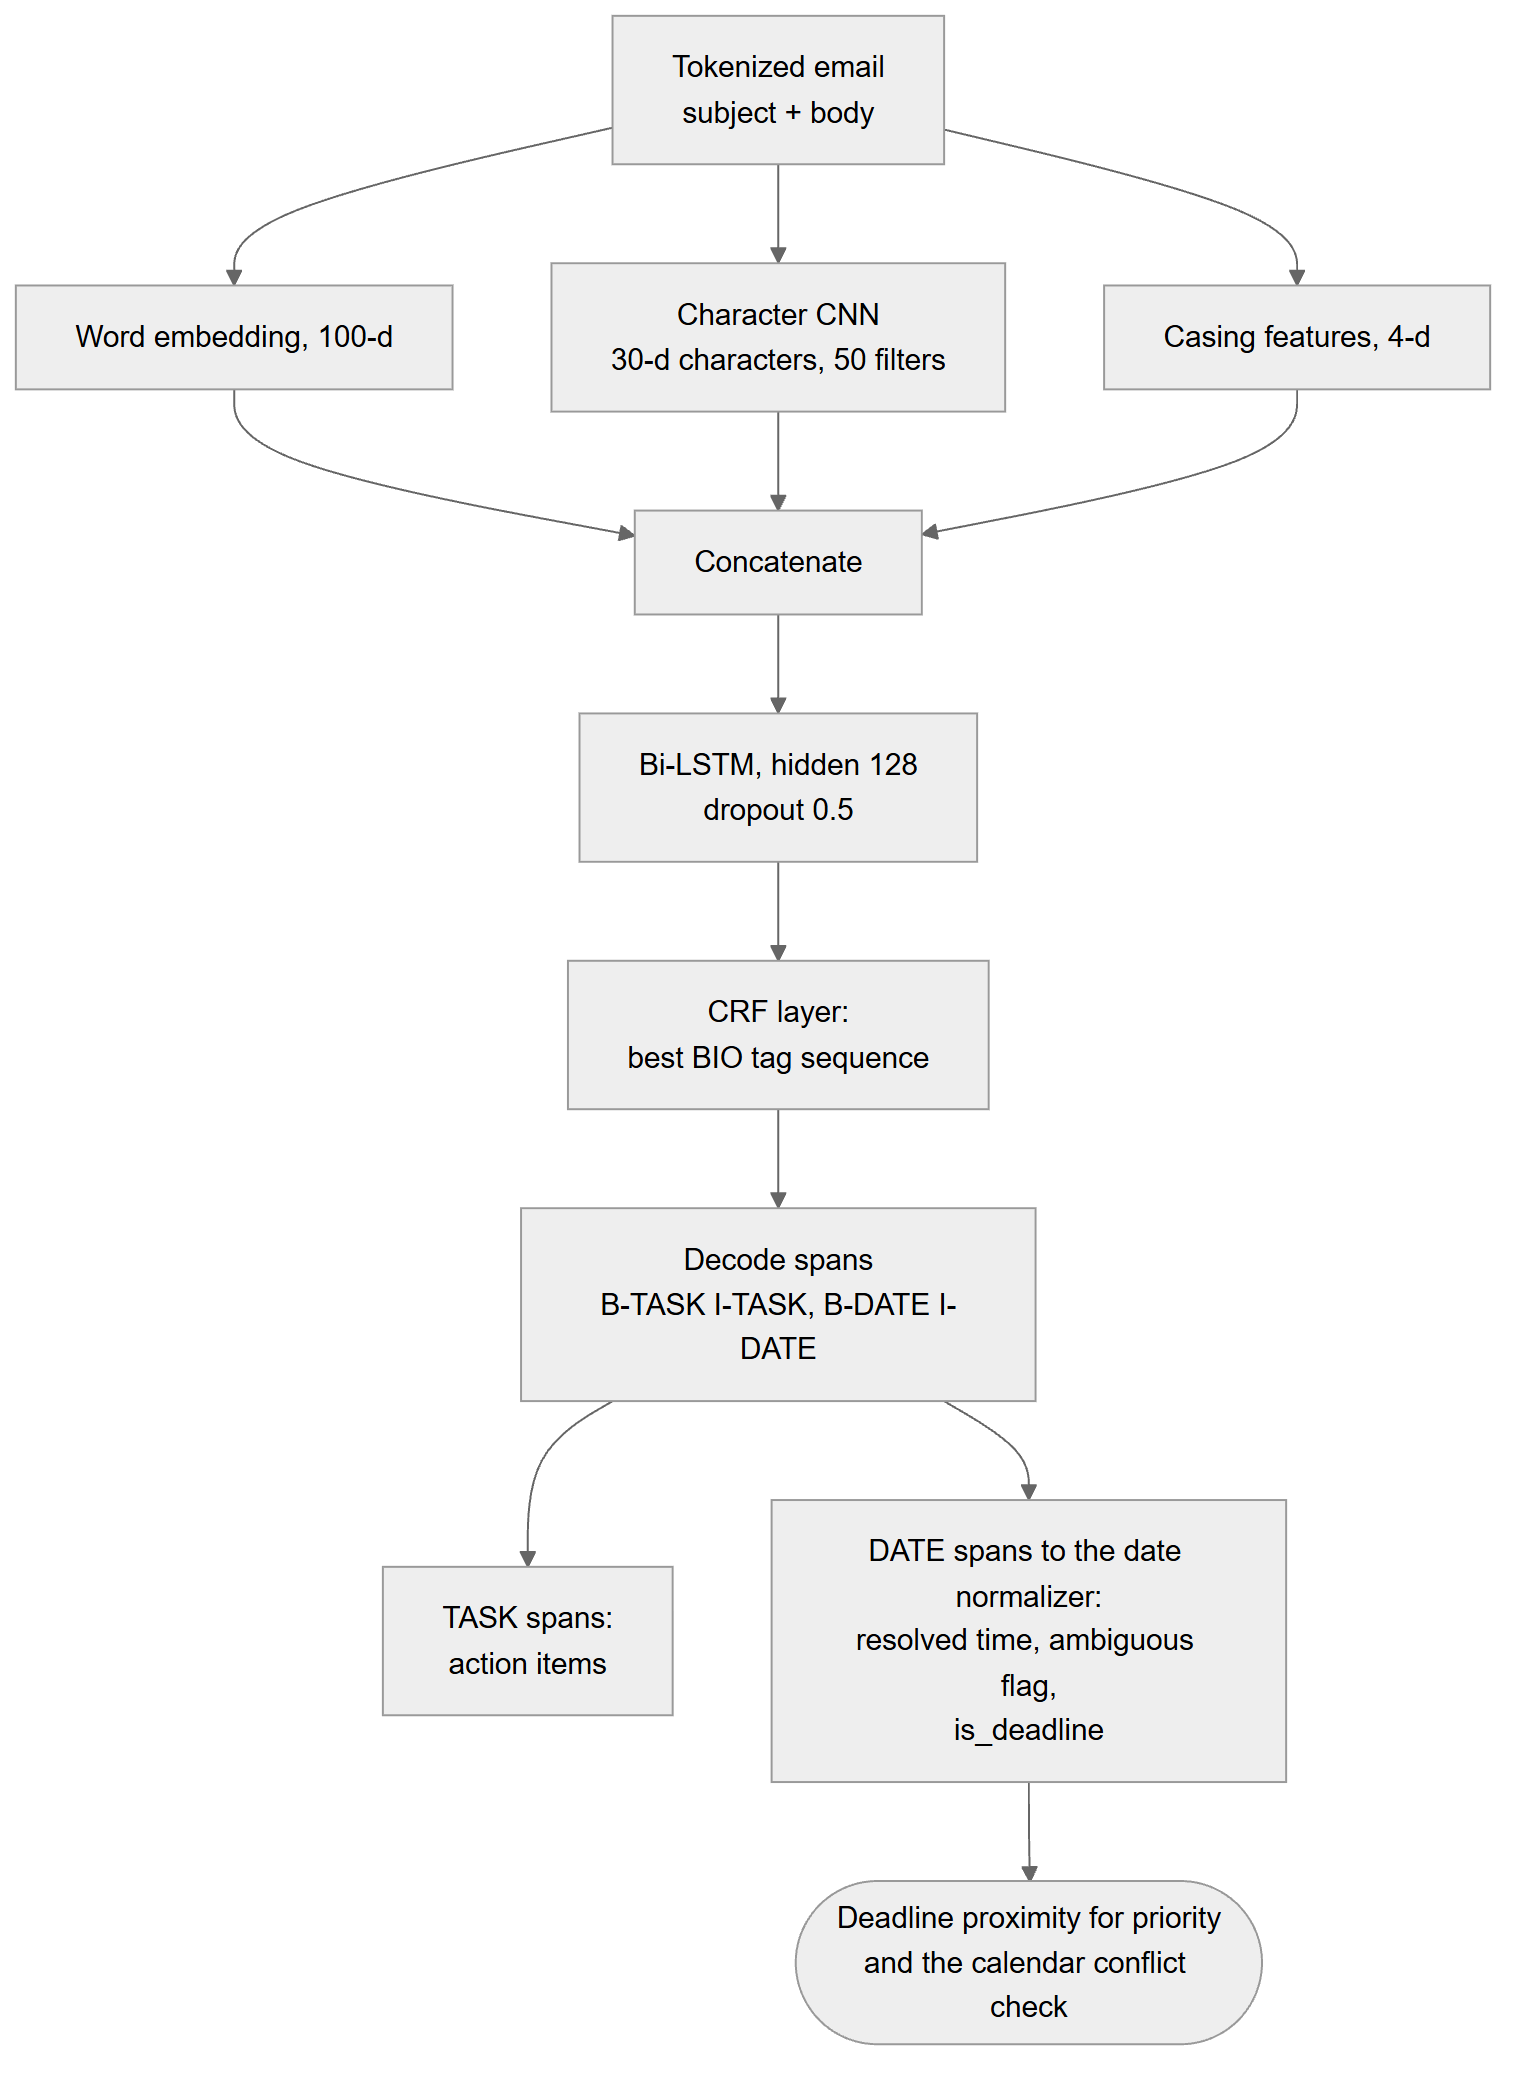 Tokenized email
subject + body
Word embedding, 100-d
Character CNN
30-d characters, 50 filters
Casing features, 4-d
Concatenate
Bi-LSTM, hidden 128
dropout 0.5
CRF layer:
best BIO tag sequence
Decode spans
B-TASK I-TASK, B-DATE I-
DATE
TASK spans:
action items
DATE spans to the date
normalizer:
resolved time, ambiguous
flag,
is_deadline
Deadline proximity for priority
and the calendar conflict
check